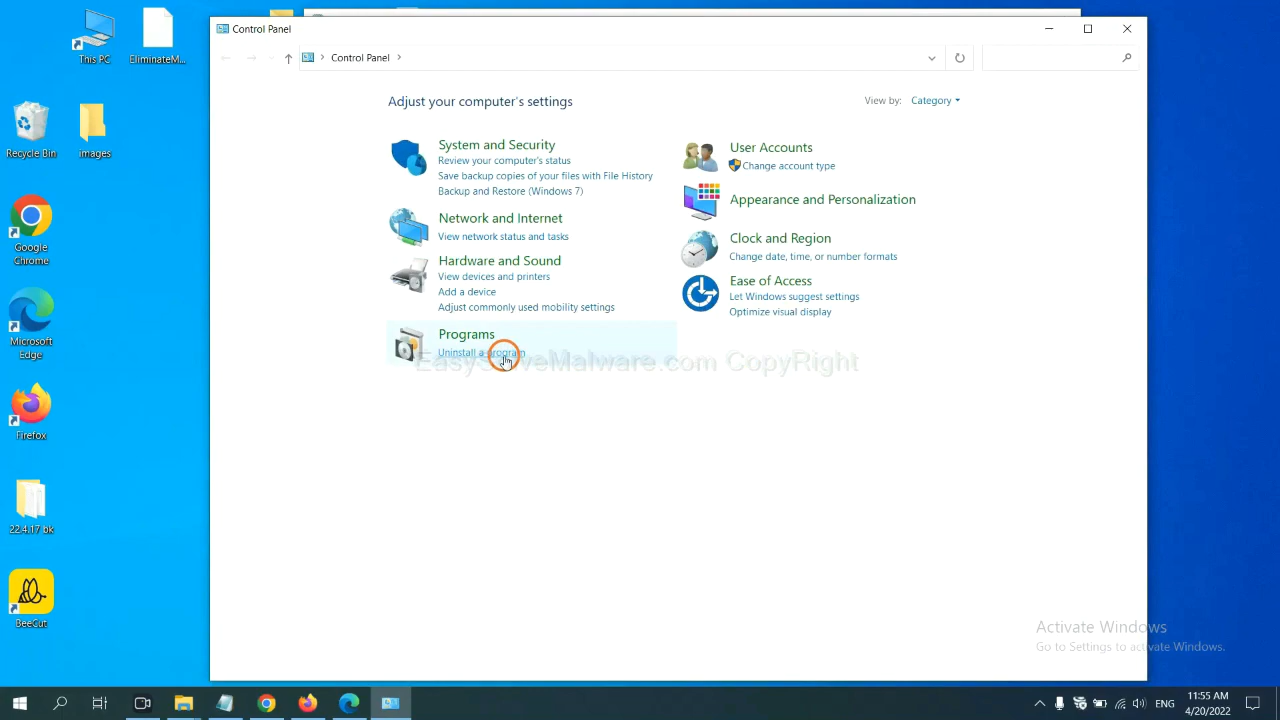 Control Panel
This PC
EliminateM...
Control Panel
Adjust your computer's settings
View by: Category
System and Security
Review your computer's status
Save backup copies of your files with File History
Backup and Restore (Windows 7)
Network and Internet
View network status and tasks
Hardware and Sound
View devices and printers
Add a device
Adjust commonly used mobility settings
Programs
Uninstall a program
User Accounts
Change account type
Appearance and Personalization
Clock and Region
Change date, time, or number formats
Ease of Access
Let Windows suggest settings
Optimize visual display
EasySolveMalware.com CopyRight
Recycle Bin
images
Google
Chrome
Microsoft
Edge
Firefox
22.4.17 bk
BeeCut
Activate Windows
Go to Settings to activate Windows.
ENG
11:55 AM
4/20/2022